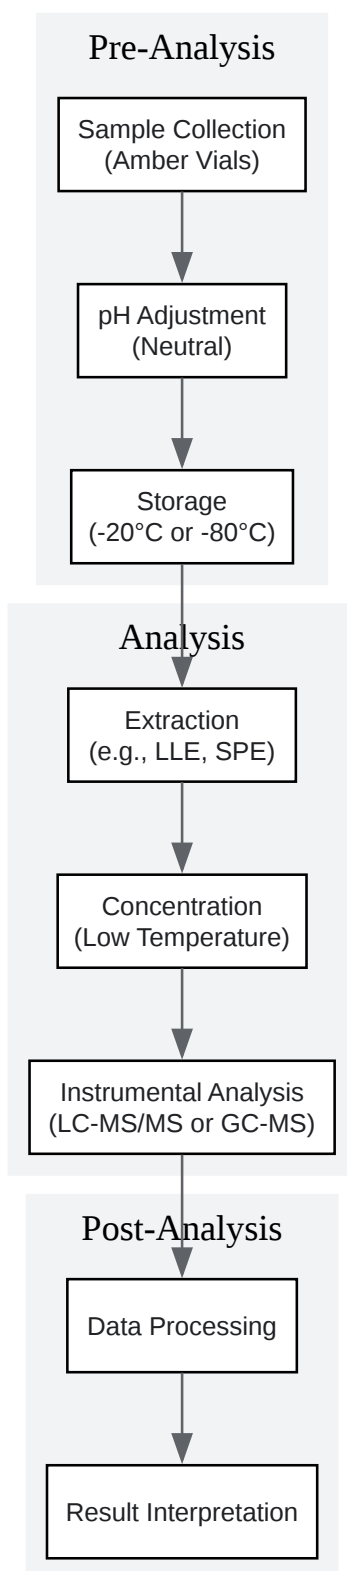 Pre-Analysis
Sample Collection
(Amber Vials)
pH Adjustment
(Neutral)
Storage
(-20°C or -80°C)
Analysis
Extraction
(e.g., LLE, SPE)
Concentration
(Low Temperature)
Instrumental Analysis
(LC-MS/MS or GC-MS)
Post-Analysis
Data Processing
Result Interpretation